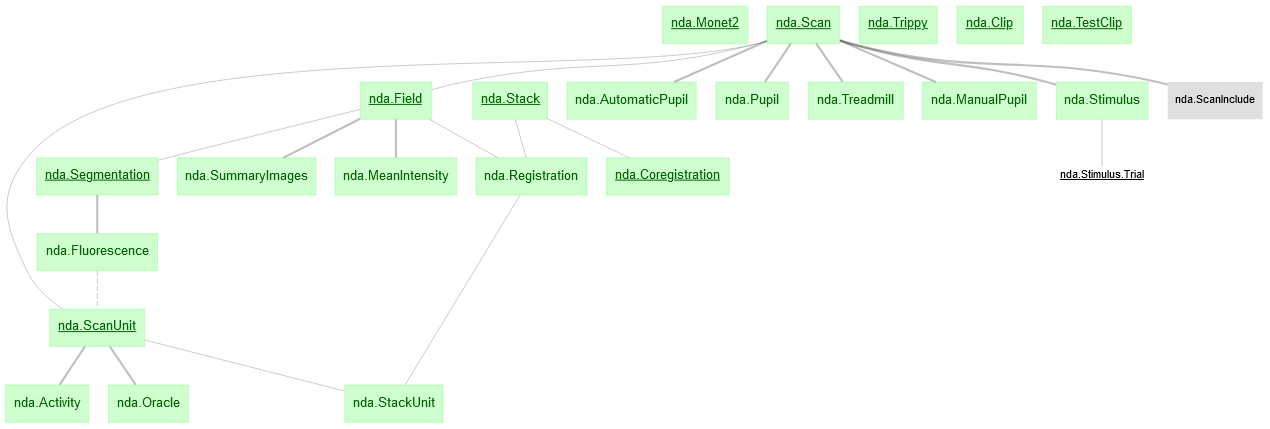 nda.Monet2
nda.Scan
nda.Trippy
nda.Clip
nda.TestClip
nda.Field
nda.Stack
nda.AutomaticPupil
nda.Pupil
nda.Treadmill
nda.ManualPupil
nda.Stimulus
nda.ScanInclude
nda.Segmentation
nda.SummaryImages
nda.MeanIntensity
nda.Registration
nda.Coregistration
nda.Stimulus.Trial
nda.Fluorescence
nda.ScanUnit
nda.Activity
nda.Oracle
nda.StackUnit